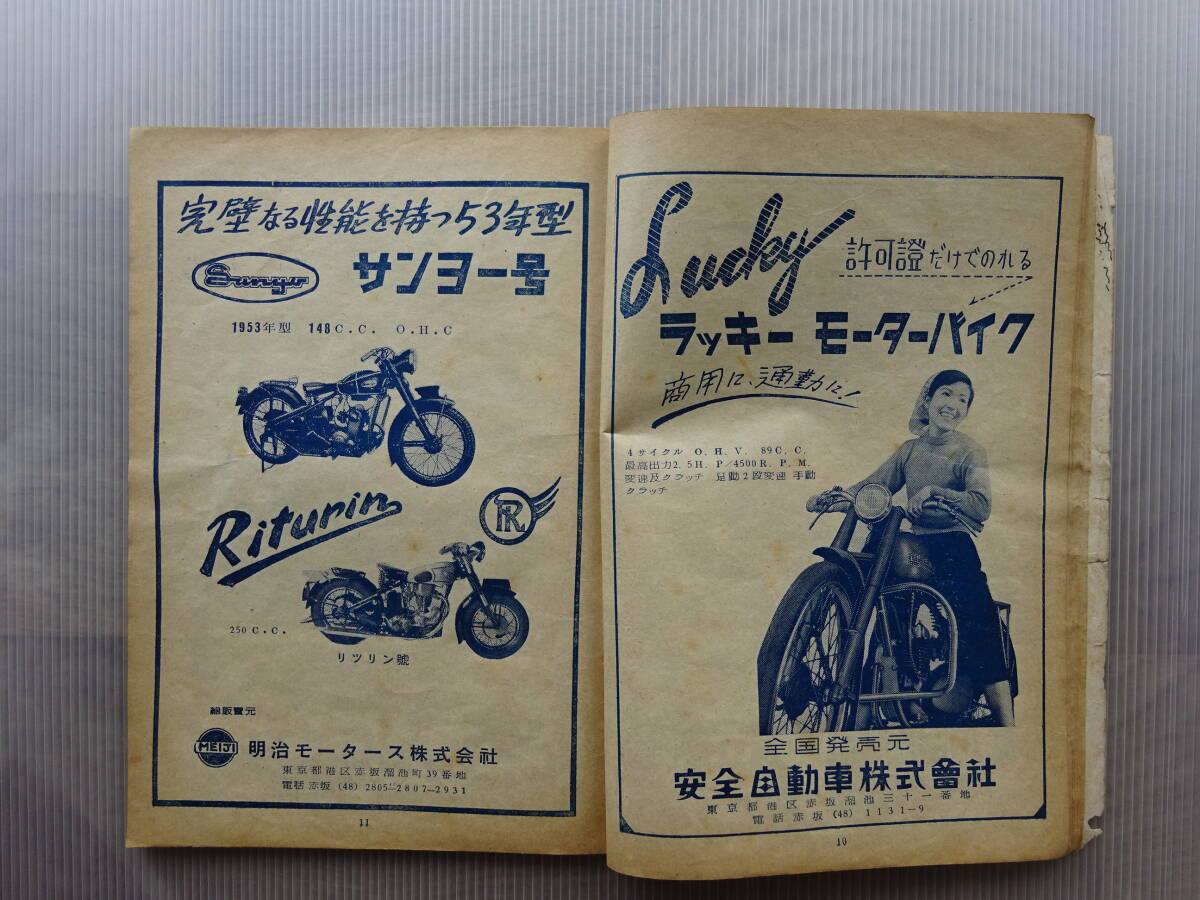 Lucky
許可證だけでのれる
ラッキー モーターバイク
商用に、通動に!
4サイクル O.H.V. 89C.C.
最高出力2.5H.P/4500R.P.M.
変速及クラッチ 足動2段変速 手動
クラッチ
全国発売元
安全自動車株式會社
東京都港区赤坂溜池三十一番地
電話赤坂(48)1131-9
10
完璧なる性能を持つ53年型
Sunyo
サンヨー号
1953年型 148C.C. O.H.C
Riturin
R
250C.C.
リツリン號
総販賣元
MEIJI
明治モータース株式会社
東京都港区赤坂溜池町39番地
電話 赤坂(48)2805-2807-2931
11